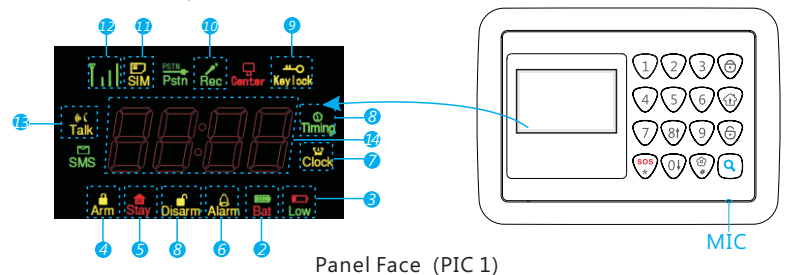 12 11 10 9
SIM PSTN Pstn Rec Center Keylock
1 2 3
4 5 6
13 Talk Timing 8
7 8 9
14
SMS Clock 7
SOS * 0 #
Arm Stay Disarm Alarm Bat Low 3
4 5 8 6 2
MIC
Panel Face (PIC 1)